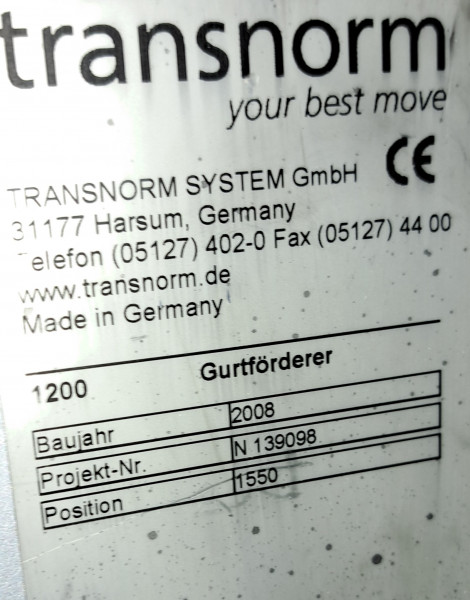 transnorm
your best move
CE
TRANSNORM SYSTEM GmbH
31177 Harsum, Germany
Telefon (05127) 402-0 Fax (05127) 44 00
www.transnorm.de
Made in Germany
1200 Gurtförderer
Baujahr 2008
Projekt-Nr. N 139098
Position 1550